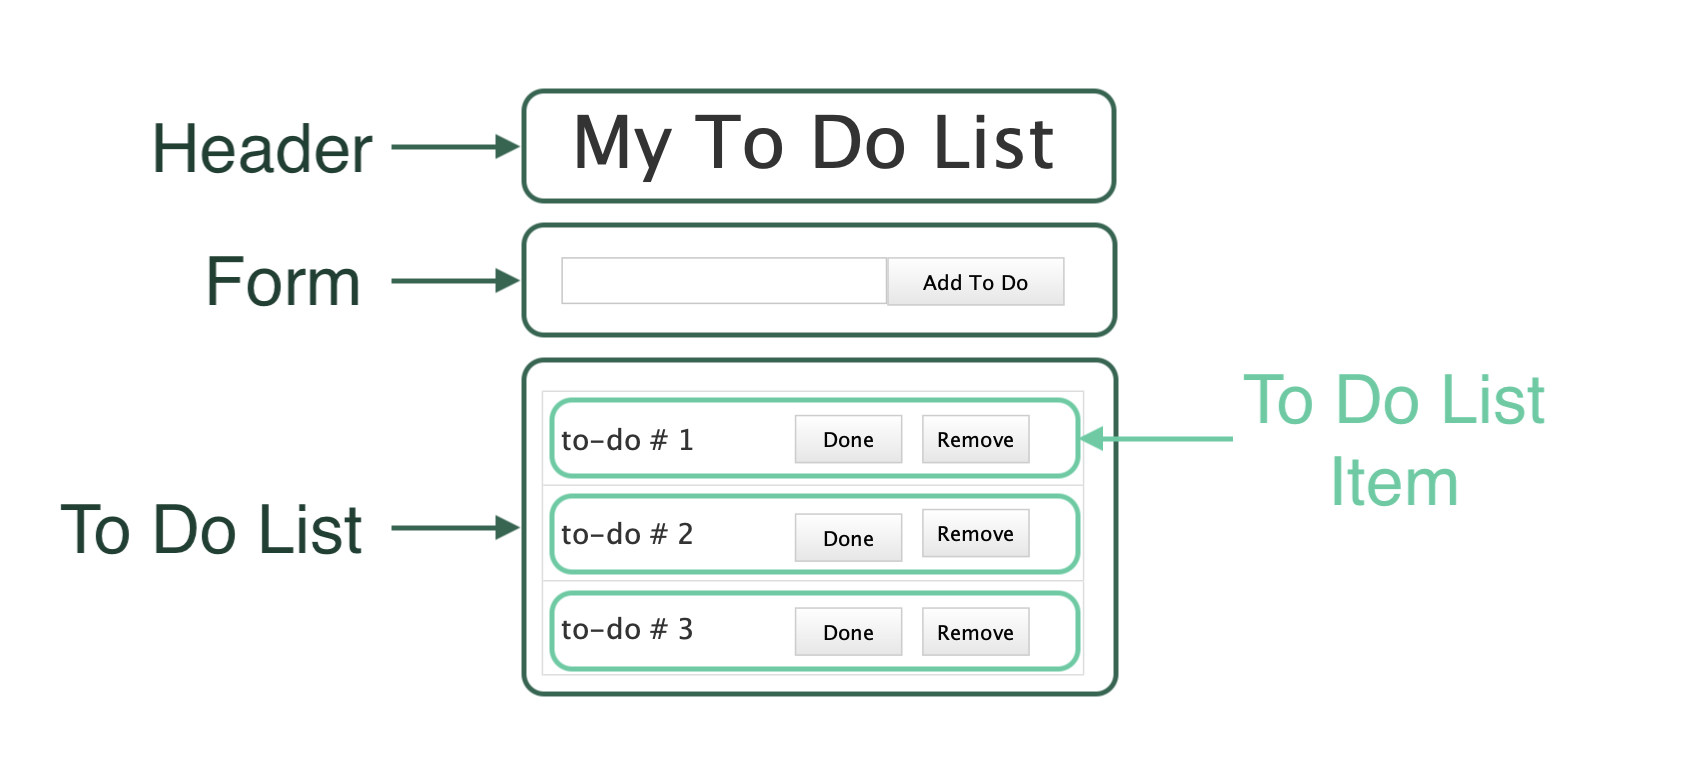 Header
My To Do List
Form
Add To Do
To Do List
to-do # 1 Done Remove
to-do # 2 Done Remove
to-do # 3 Done Remove
To Do List
Item